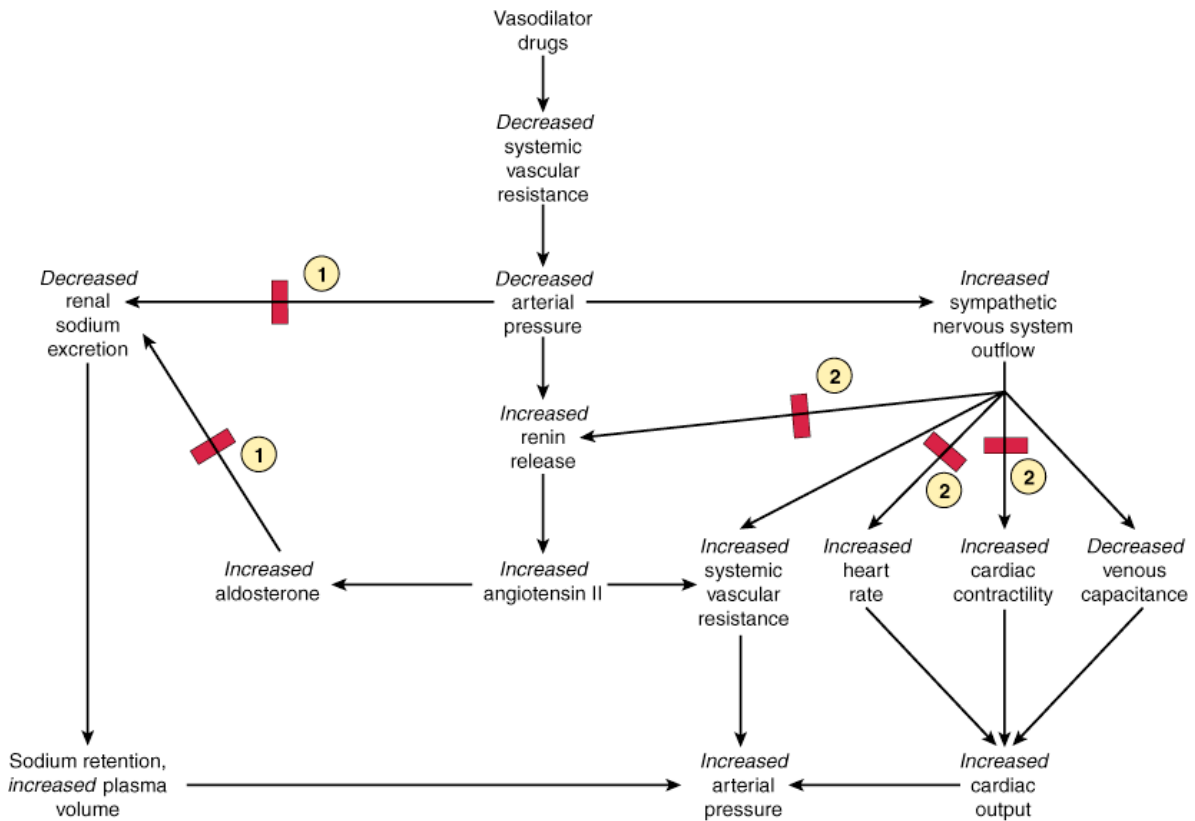 Vasodilator
drugs
Decreased
systemic
vascular
resistance
Decreased
renal
sodium
excretion
1
Decreased
arterial
pressure
Increased
sympathetic
nervous system
outflow
2
Increased
renin
release
1
2
2
Increased
aldosterone
Increased
angiotensin II
Increased
systemic
vascular
resistance
Increased
heart
rate
Increased
cardiac
contractility
Decreased
venous
capacitance
Sodium retention,
increased plasma
volume
Increased
arterial
pressure
Increased
cardiac
output